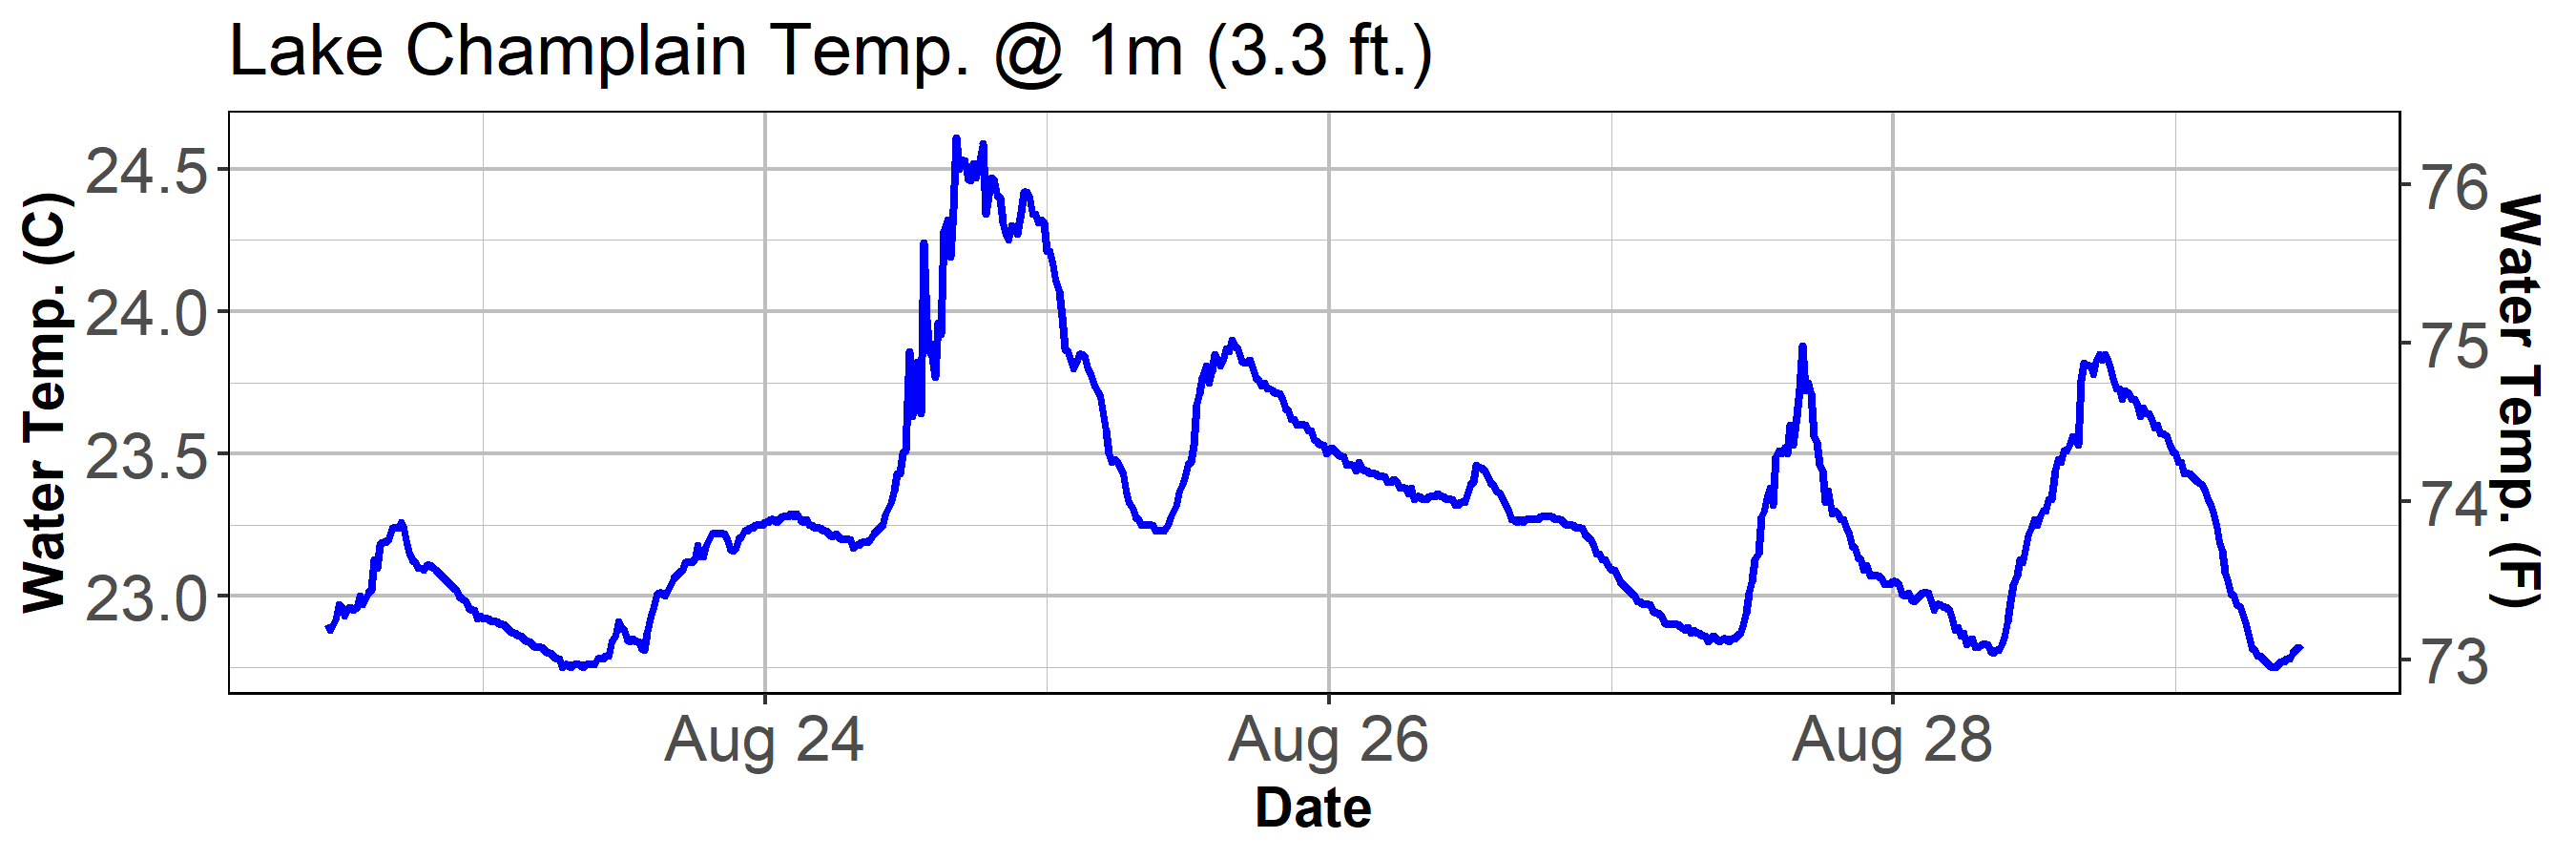 Lake Champlain Temp. @ 1m (3.3 ft.)
Water Temp. (C)
24.5
24.0
23.5
23.0
76
75
74
73
Water Temp. (F)
Aug 24
Aug 26
Aug 28
Date